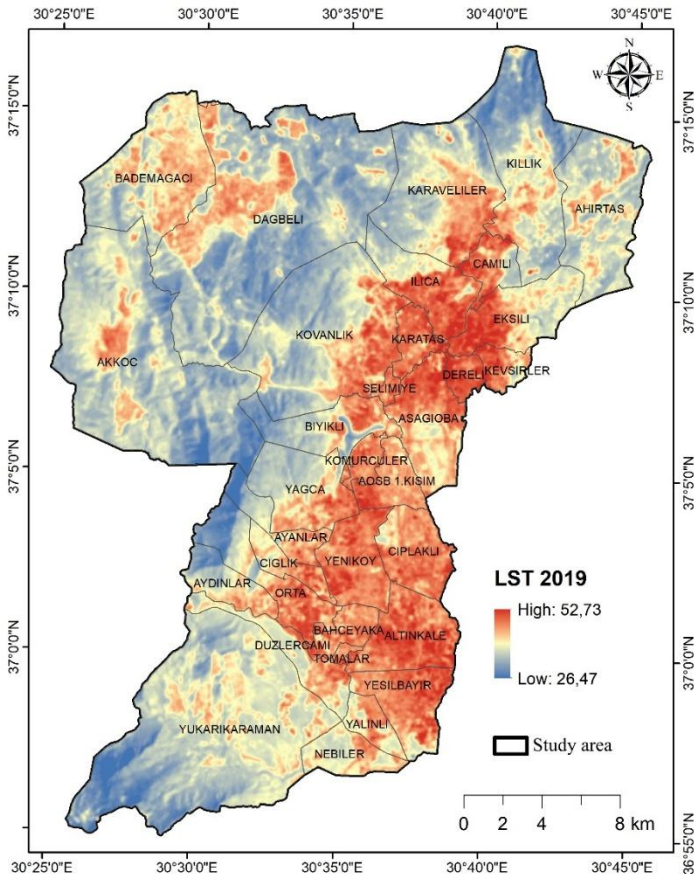 30°25'0"E 30°30'0"E 30°35'0"E 30°40'0"E 30°45'0"E
N
W E
S
37°15'0"N
37°15'0"N
KILLIK
BADEMAGACI
KARAVELILER
AHIRTAS
DAGBELI
CAMILI
37°10'0"N
ILICA
37°10'0"N
EKSILI
KOVANLIK
KARATAS
AKKOC
DERELI
KEVSIRLER
SELIMIYE
ASAGIOBA
BIYIKLI
37°5'0"N
KOMURCULER
37°5'0"N
AOSB 1.KISIM
YAGCA
AYANLAR
CIPLAKLI
CIGLIK
YENIKOY
LST 2019
AYDINLAR
ORTA
High: 52,73
BAHCEYAKA
ALTINKALE
37°0'0"N
DUZLERCAMI
37°0'0"N
TOMALAR
Low: 26,47
YESILBAYIR
YUKARIKARAMAN
YALINLI
Study area
NEBILER
0 2 4 8 km
36°55'0"N
30°25'0"E 30°30'0"E 30°35'0"E 30°40'0"E